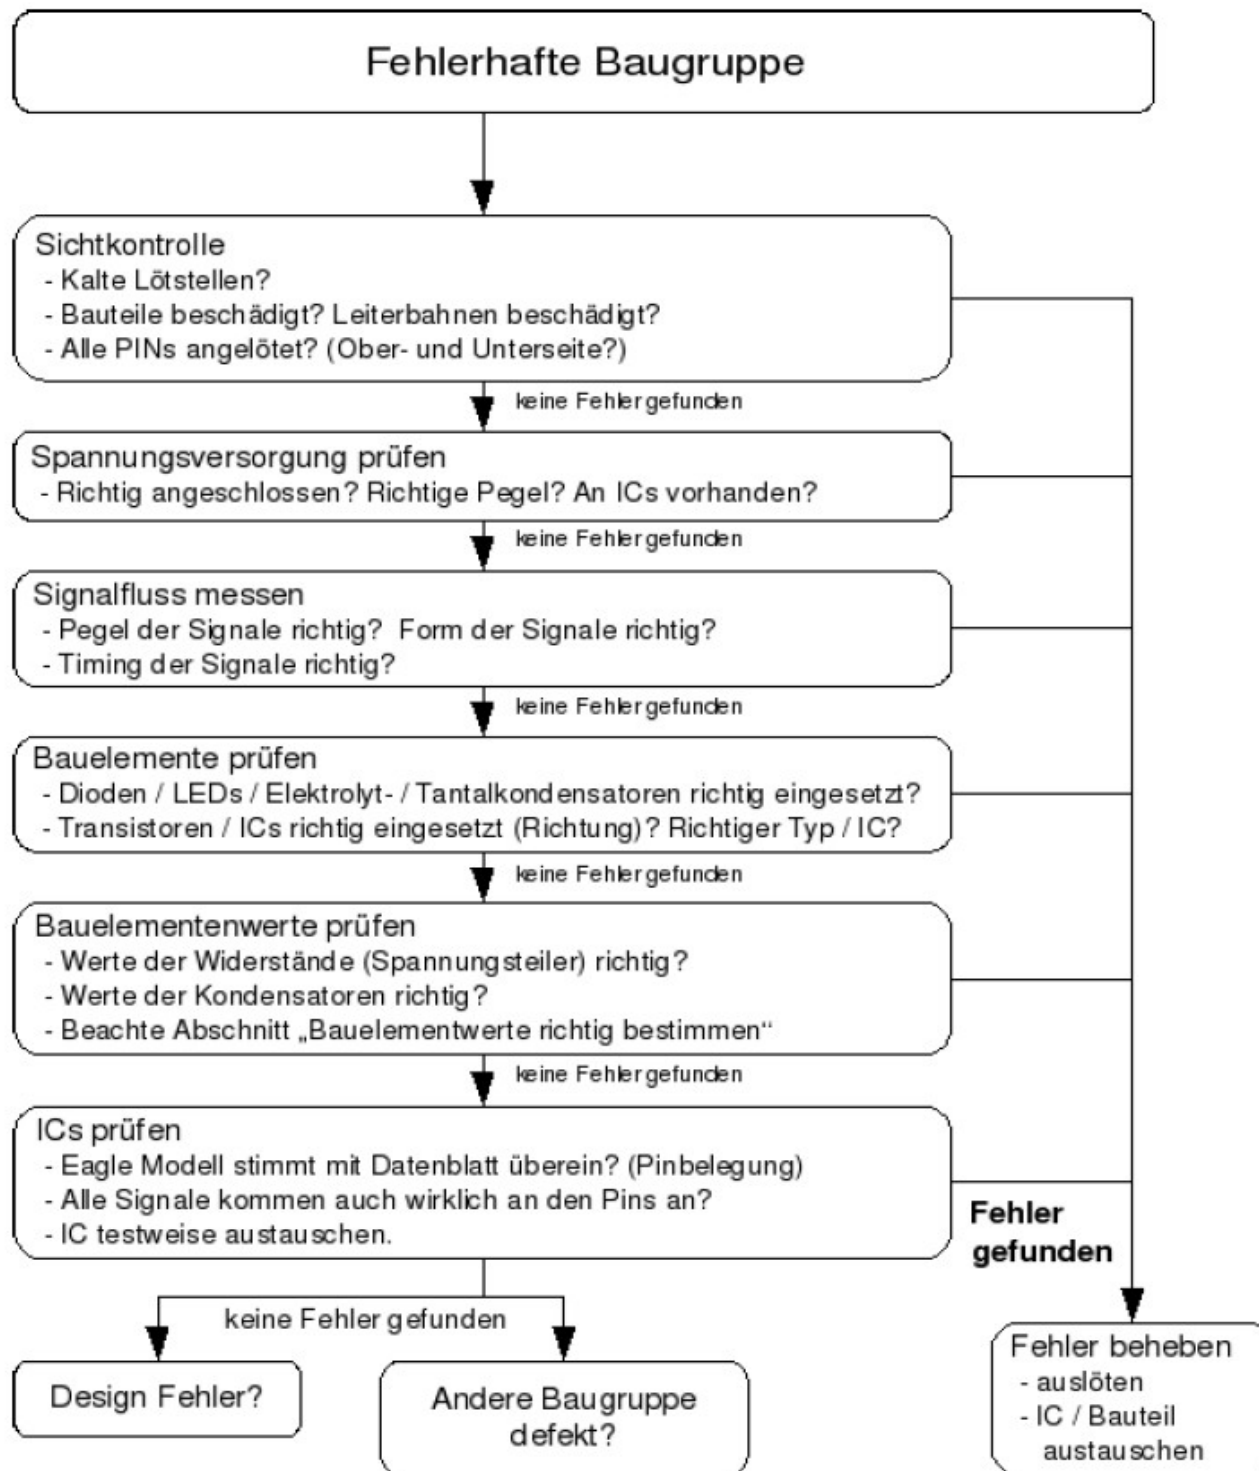 Fehlerhafte Baugruppe
Sichtkontrolle
- Kalte Lötstellen?
- Bauteile beschädigt? Leiterbahnen beschädigt?
- Alle PINs angelötet? (Ober- und Unterseite?)
keine Fehler gefunden
Spannungsversorgung prüfen
- Richtig angeschlossen? Richtige Pegel? An ICs vorhanden?
keine Fehler gefunden
Signalfluss messen
- Pegel der Signale richtig? Form der Signale richtig?
- Timing der Signale richtig?
keine Fehler gefunden
Bauelemente prüfen
- Dioden / LEDs / Elektrolyt- / Tantalkondensatoren richtig eingesetzt?
- Transistoren / ICs richtig eingesetzt (Richtung)? Richtiger Typ / IC?
keine Fehler gefunden
Bauelementenwerte prüfen
- Werte der Widerstände (Spannungsteiler) richtig?
- Werte der Kondensatoren richtig?
- Beachte Abschnitt „Bauelementwerte richtig bestimmen“
keine Fehler gefunden
ICs prüfen
- Eagle Modell stimmt mit Datenblatt überein? (Pinbelegung)
- Alle Signale kommen auch wirklich an den Pins an?
- IC testweise austauschen.
Fehler
gefunden
keine Fehler gefunden
Design Fehler?
Andere Baugruppe
defekt?
Fehler beheben
- auslöten
- IC / Bauteil
austauschen